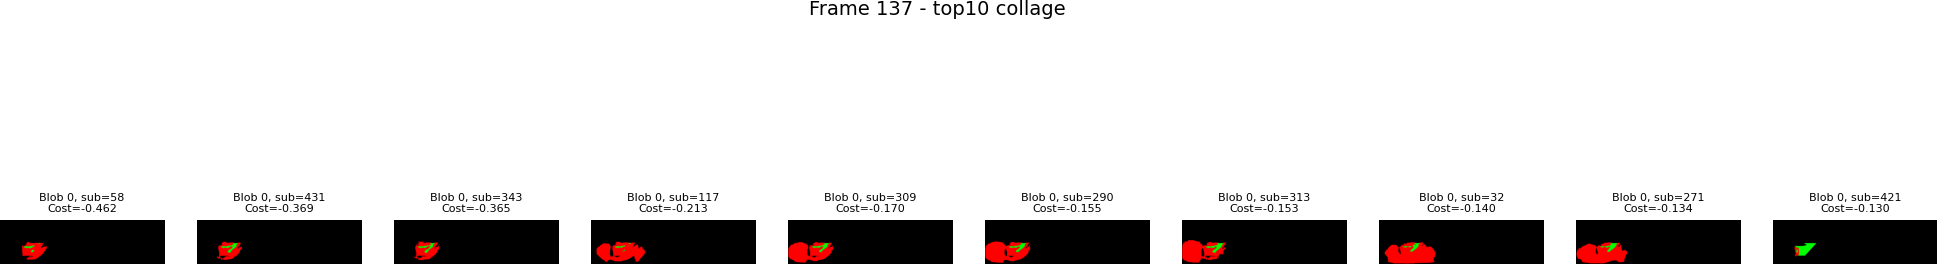 Frame 137 - top10 collage
Blob 0, sub=58
Cost=-0.462
Blob 0, sub=431
Cost=-0.369
Blob 0, sub=343
Cost=-0.365
Blob 0, sub=117
Cost=-0.213
Blob 0, sub=309
Cost=-0.170
Blob 0, sub=290
Cost=-0.155
Blob 0, sub=313
Cost=-0.153
Blob 0, sub=32
Cost=-0.140
Blob 0, sub=271
Cost=-0.134
Blob 0, sub=421
Cost=-0.130